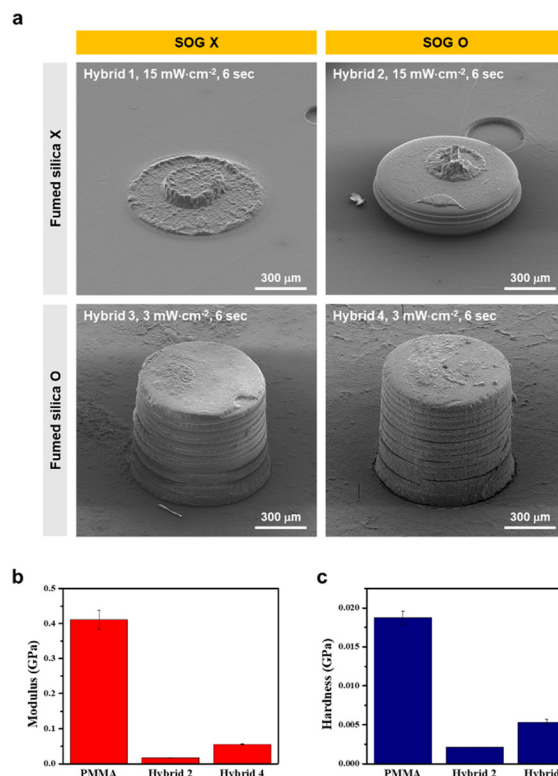 a
SOG X
SOG O
Fumed silica X
Hybrid 1, 15 mW·cm-2, 6 sec
300 μm
Hybrid 2, 15 mW·cm-2, 6 sec
300 μm
Fumed silica O
Hybrid 3, 3 mW·cm-2, 6 sec
300 μm
Hybrid 4, 3 mW·cm-2, 6 sec
300 μm
b
Modulus (GPa)
0.5
0.4
0.3
0.2
0.1
0.0
PMMA
Hybrid 2
Hybrid 4
c
Hardness (GPa)
0.020
0.015
0.010
0.005
0.000
PMMA
Hybrid 2
Hybrid